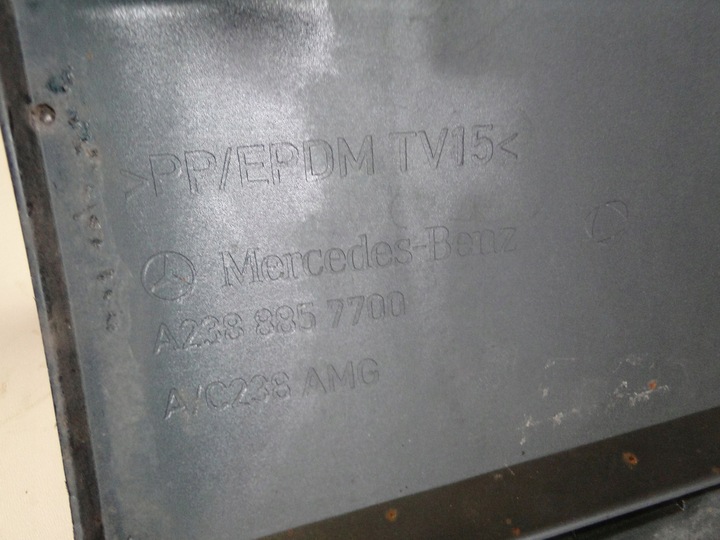 >PP/EPDM TV15<
Mercedes-Benz
A238 885 7700
A/C238 AMG